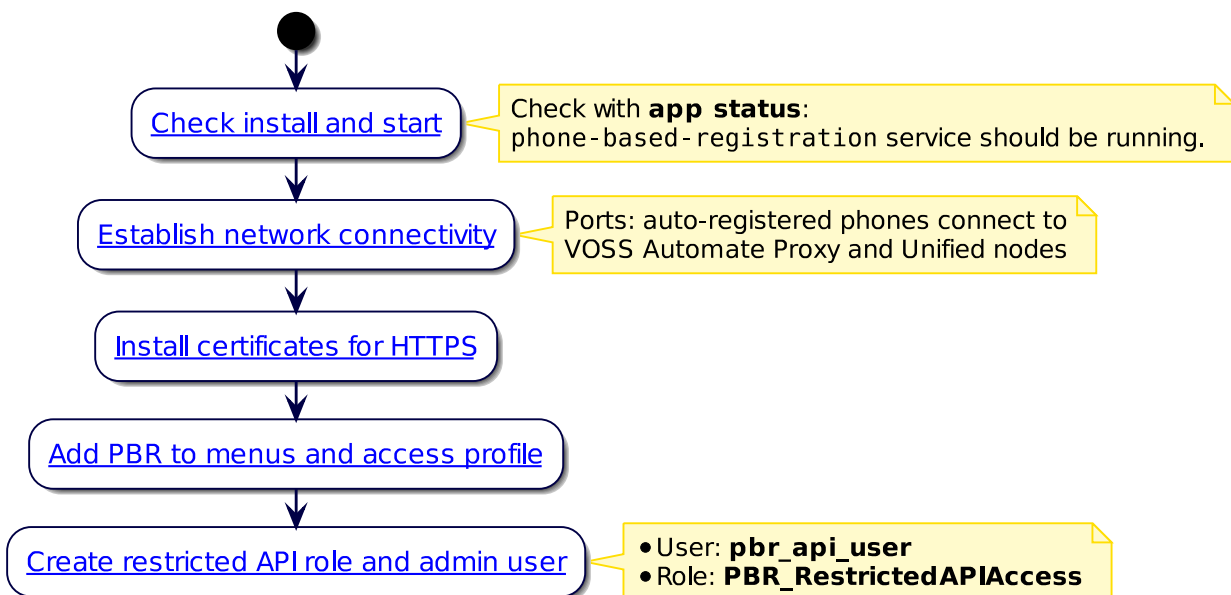 Check install and start
Check with app status:
phone-based-registration service should be running.
Establish network connectivity
Ports: auto-registered phones connect to
VOSS Automate Proxy and Unified nodes
Install certificates for HTTPS
Add PBR to menus and access profile
Create restricted API role and admin user
• User: pbr_api_user
• Role: PBR_RestrictedAPIAccess